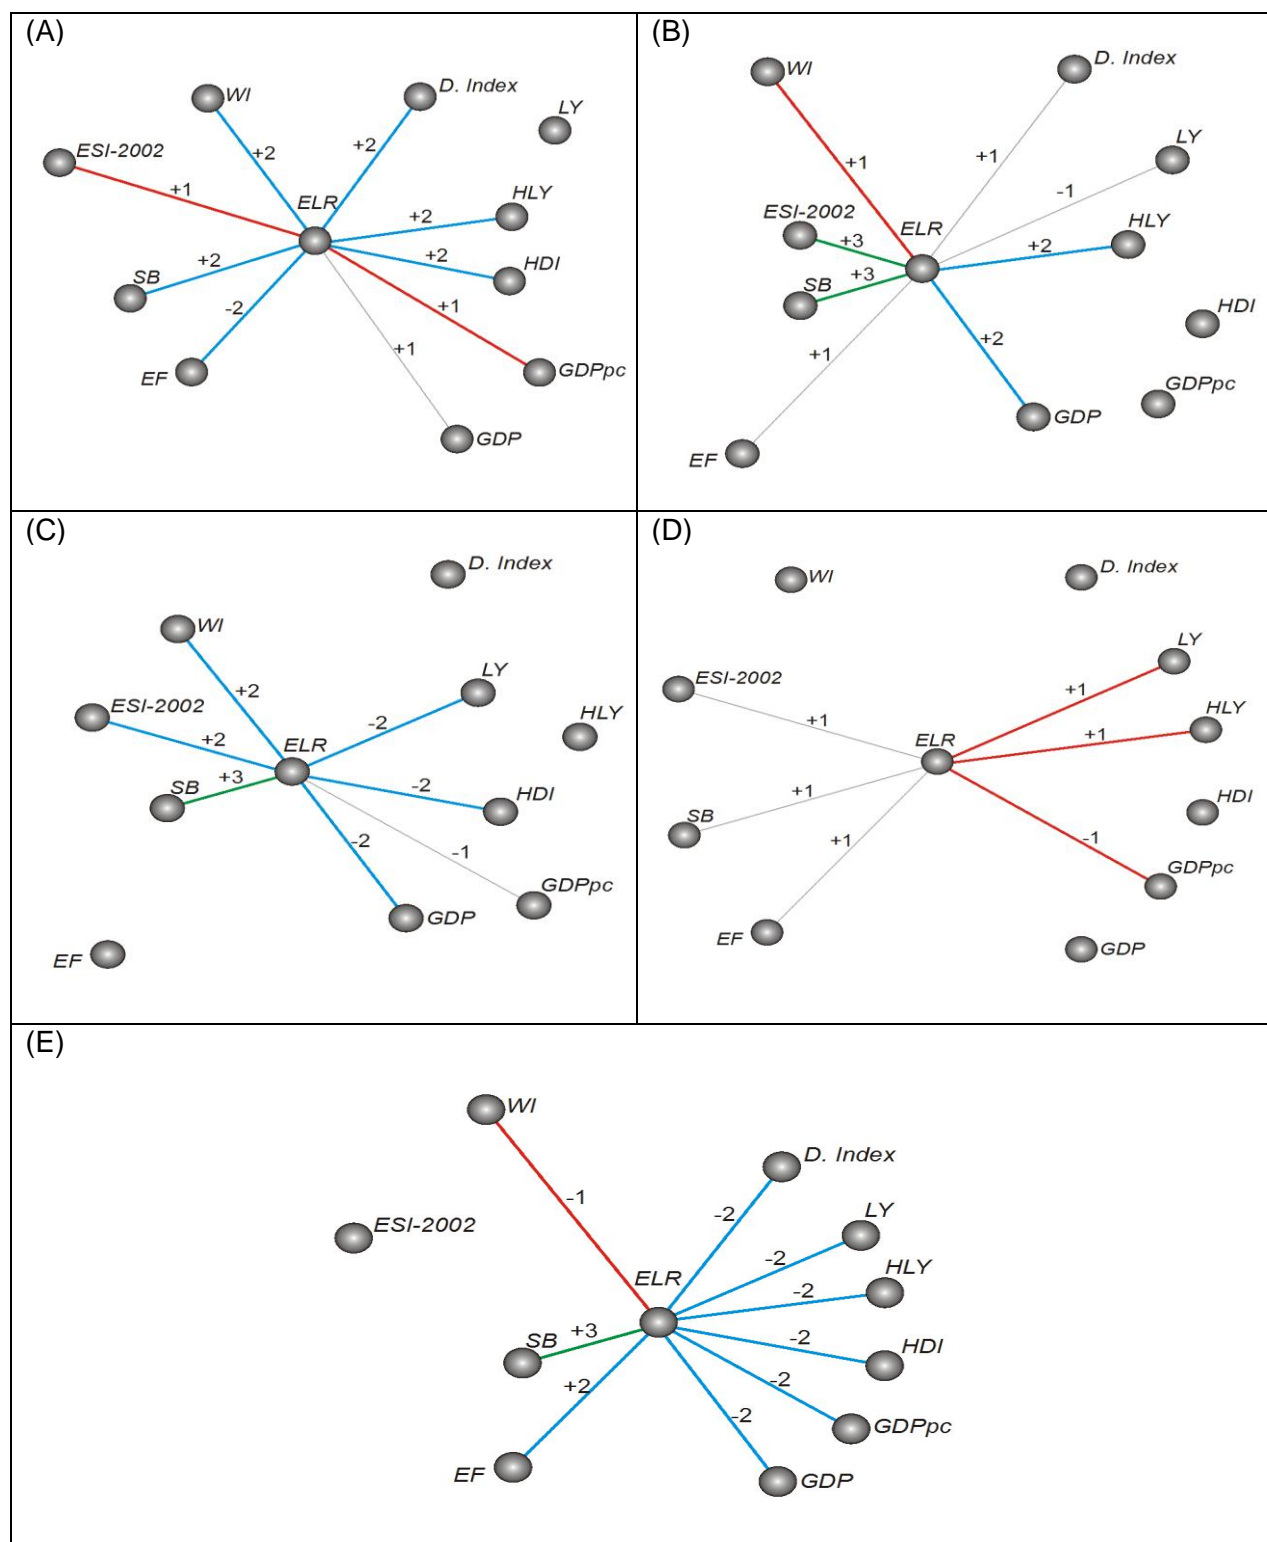 (A)
WI
D. Index
LY
ESI-2002
+2
+2
+1
ELR
HLY
+2
SB
+2
+2
HDI
-2
+1
EF
+1
GDPpc
GDP
(B)
WI
D. Index
LY
+1
+1
-1
ESI-2002
ELR
HLY
+3
+2
SB
+3
HDI
+1
+2
GDPpc
GDP
EF
(C)
D. Index
WI
LY
ESI-2002
+2
-2
HLY
+2
ELR
SB
+3
-2
HDI
-2
-1
GDPpc
GDP
EF
(D)
WI
D. Index
LY
ESI-2002
+1
HLY
+1
ELR
+1
SB
+1
HDI
+1
-1
GDPpc
EF
GDP
(E)
WI
D. Index
-1
-2
LY
ESI-2002
-2
HLY
ELR
-2
SB
+3
-2
HDI
+2
-2
-2
GDPpc
EF
GDP